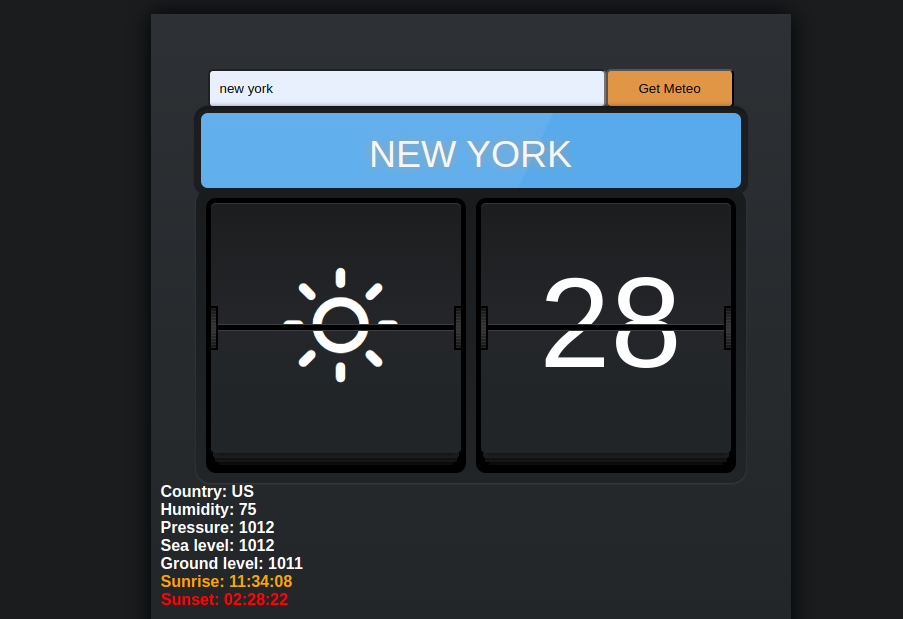 new york Get Meteo
NEW YORK
28
Country: US
Humidity: 75
Pressure: 1012
Sea level: 1012
Ground level: 1011
Sunrise: 11:34:08
Sunset: 02:28:22